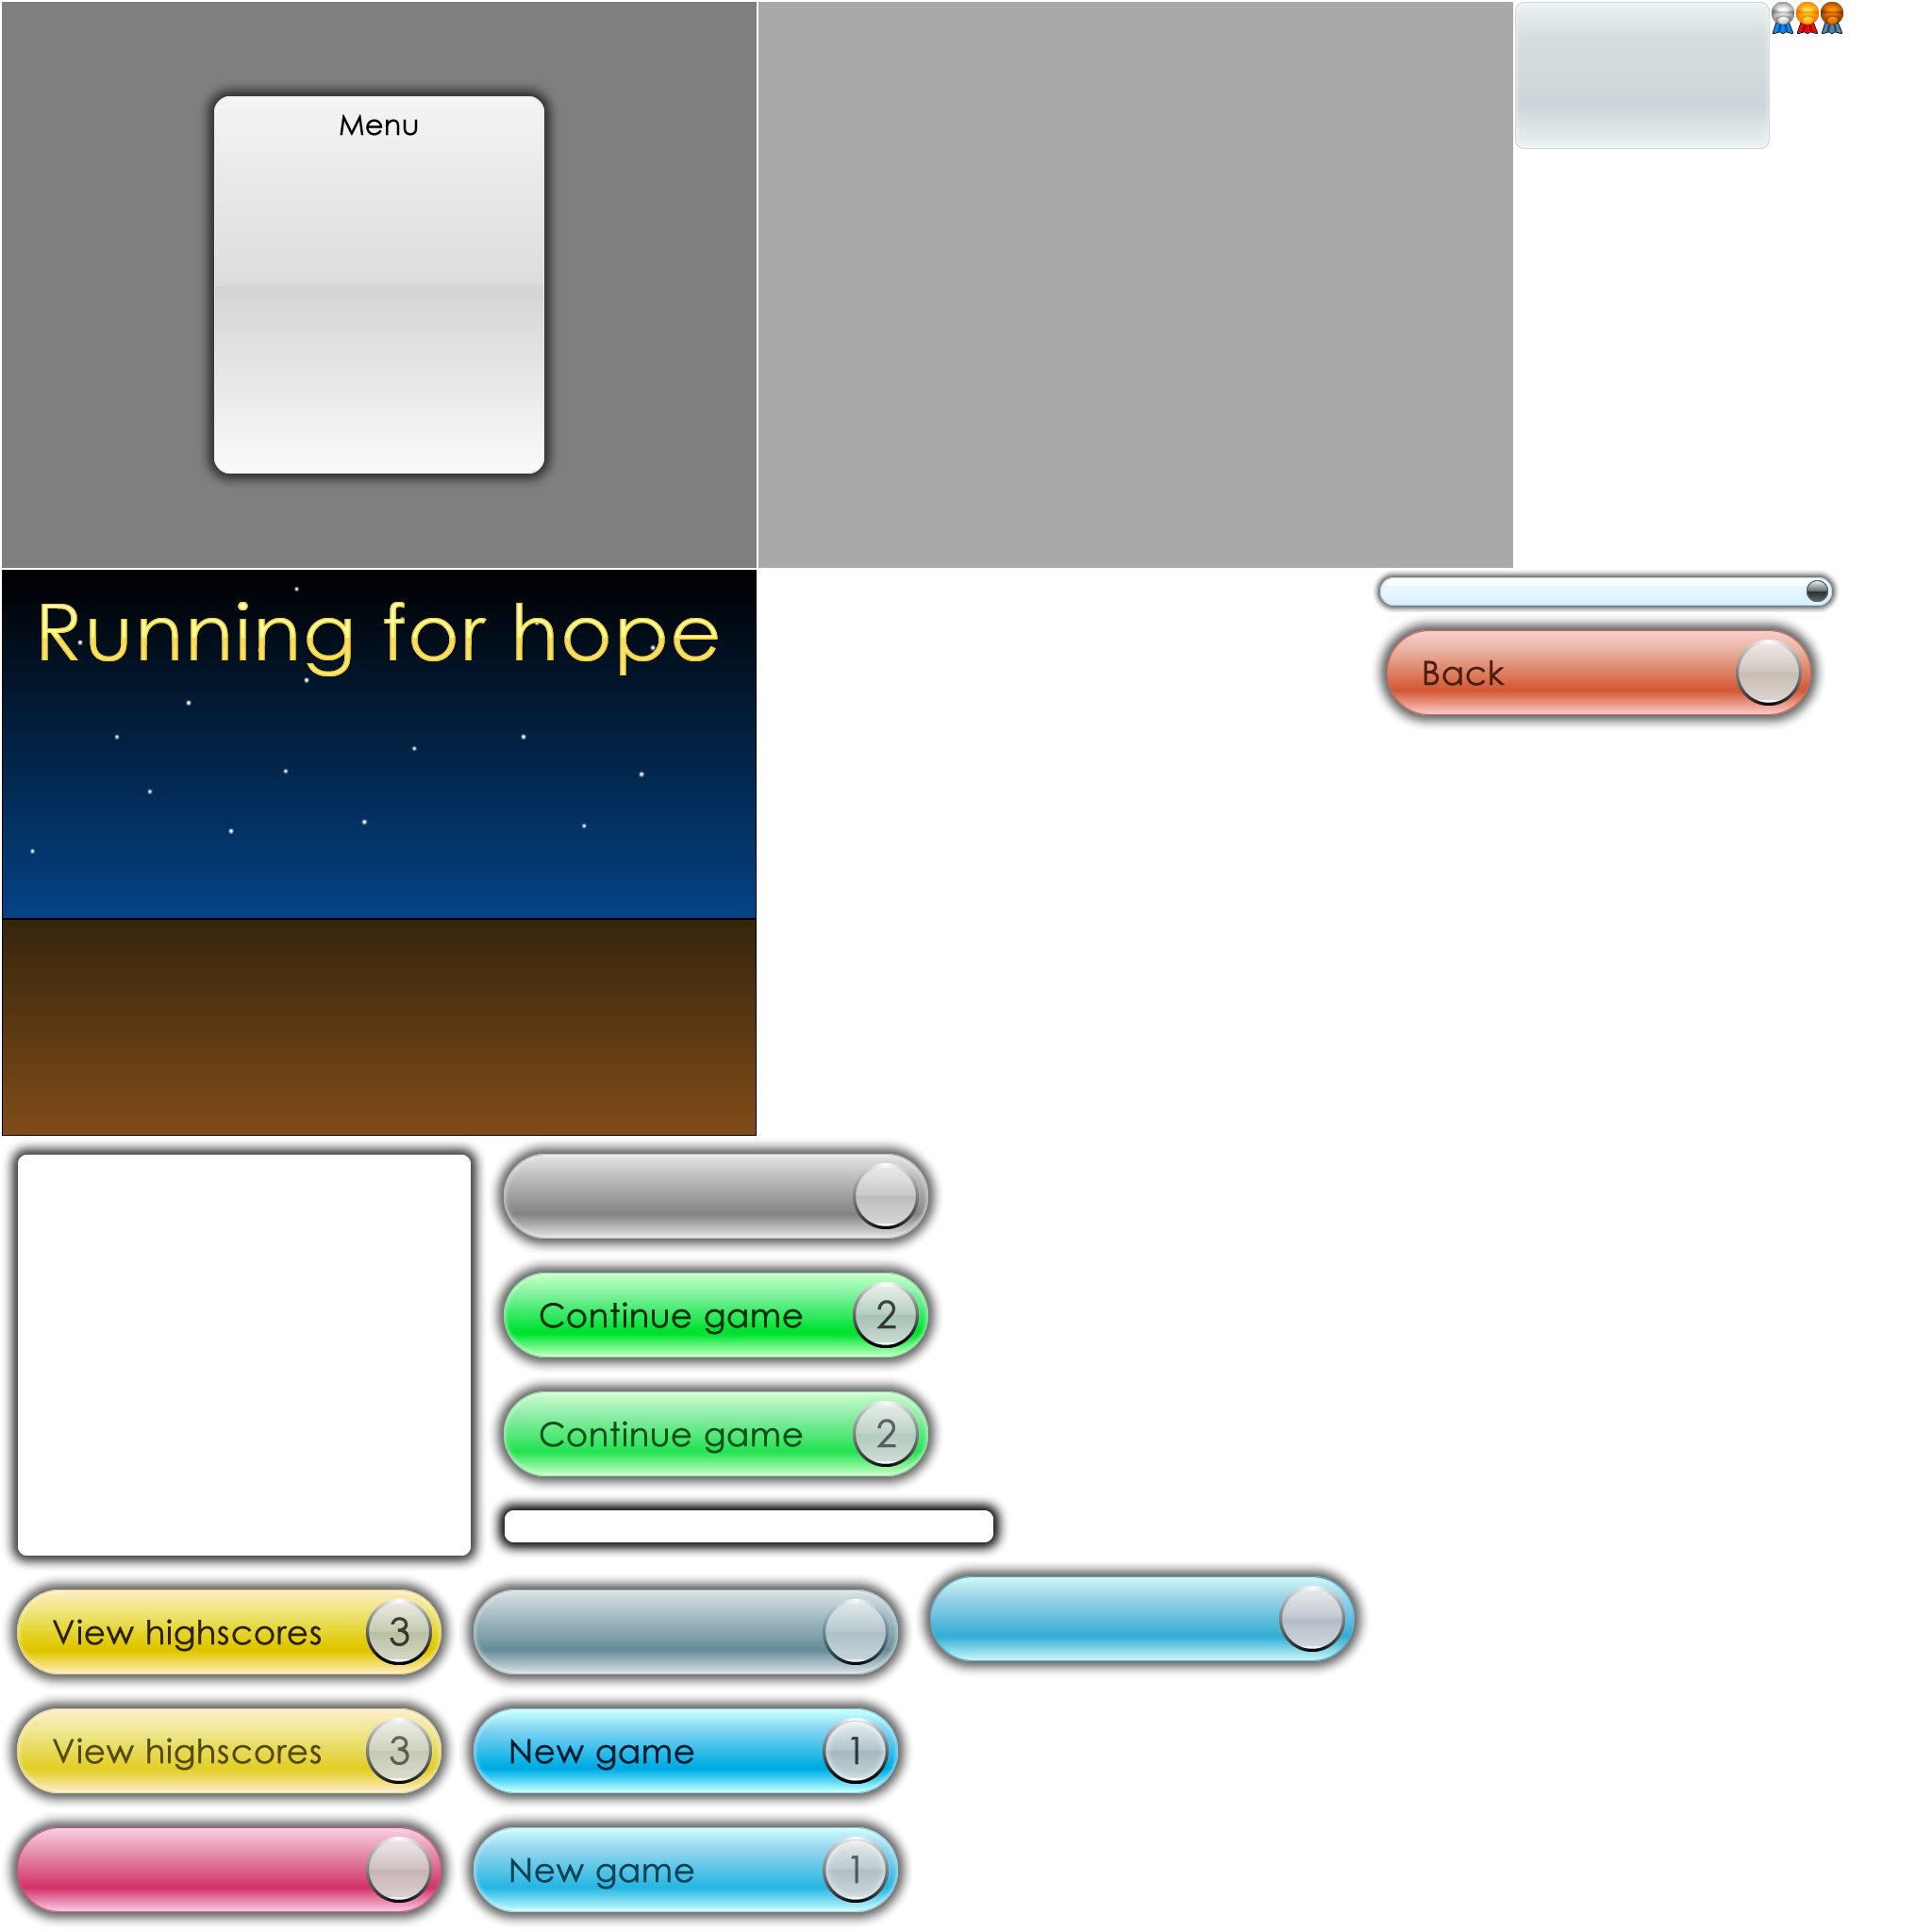 Menu
Running for hope
Back
Continue game 2
Continue game 2
View highscores 3
View highscores 3
New game 1
New game 1